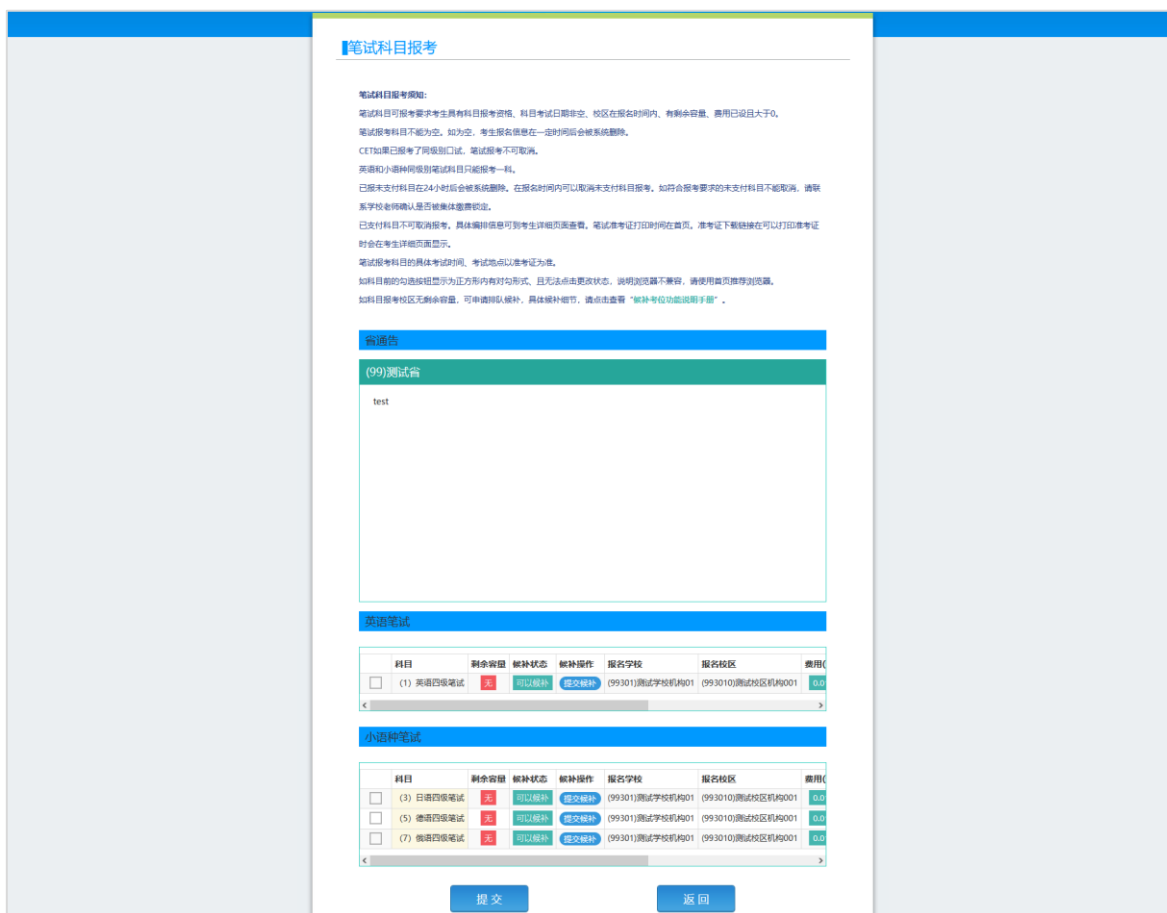 笔试科目报考
笔试科目报考须知:
笔试科目可报考要求考生具有科目报考资格、科目考试日期非空、校区在报名时间内、有剩余容量、费用已设且大于0。
笔试报考科目不能为空。如为空，考生报名信息在一定时间后会被系统删除。
CET如果已报考了同级别口试，笔试报考不可取消。
英语和小语种同级别笔试科目只能报考一科。
已报未支付科目在24小时后会被系统删除。在报名时间内可以取消未支付科目报考。如符合报考要求的未支付科目不能取消，请联
系学校老师确认是否被集体缴费锁定。
已支付科目不可取消报考。具体编排信息可到考生详细页面查看。笔试准考证打印时间在首页。准考证下载链接在可以打印准考证
时会在考生详细页面显示。
笔试报考科目的具体考试时间、考试地点以准考证为准。
如科目前的勾选按钮显示为正方形内有对勾形式、且无法点击更改状态，说明浏览器不兼容，请使用首页推荐浏览器。
如科目报考校区无剩余容量，可申请排队候补，具体候补细节，请点击查看“候补考位功能说明手册”。
省通告
(99)测试省
test
英语笔试
科目 剩余容量 候补状态 候补操作 报名学校 报名校区 费用(
(1) 英语四级笔试 无 可以候补 提交候补 (99301)测试学校机构01 (993010)测试校区机构001 0.0
小语种笔试
科目 剩余容量 候补状态 候补操作 报名学校 报名校区 费用(
(3) 日语四级笔试 无 可以候补 提交候补 (99301)测试学校机构01 (993010)测试校区机构001 0.0
(5) 德语四级笔试 无 可以候补 提交候补 (99301)测试学校机构01 (993010)测试校区机构001 0.0
(7) 俄语四级笔试 无 可以候补 提交候补 (99301)测试学校机构01 (993010)测试校区机构001 0.0
提 交 返 回